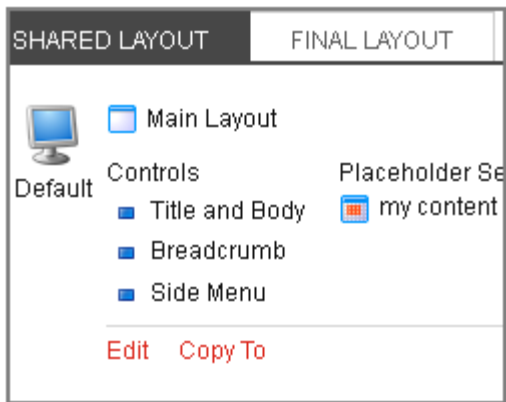 SHARED LAYOUT FINAL LAYOUT
Main Layout
Default
Controls Placeholder Se
Title and Body my content
Breadcrumb
Side Menu
Edit Copy To